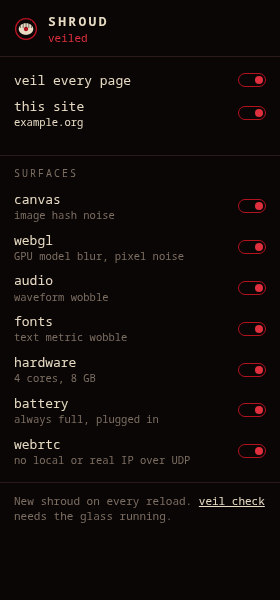 SHROUD
veiled
veil every page
this site
example.org
SURFACES
canvas
image hash noise
webgl
GPU model blur, pixel noise
audio
waveform wobble
fonts
text metric wobble
hardware
4 cores, 8 GB
battery
always full, plugged in
webrtc
no local or real IP over UDP
New shroud on every reload. veil check
needs the glass running.